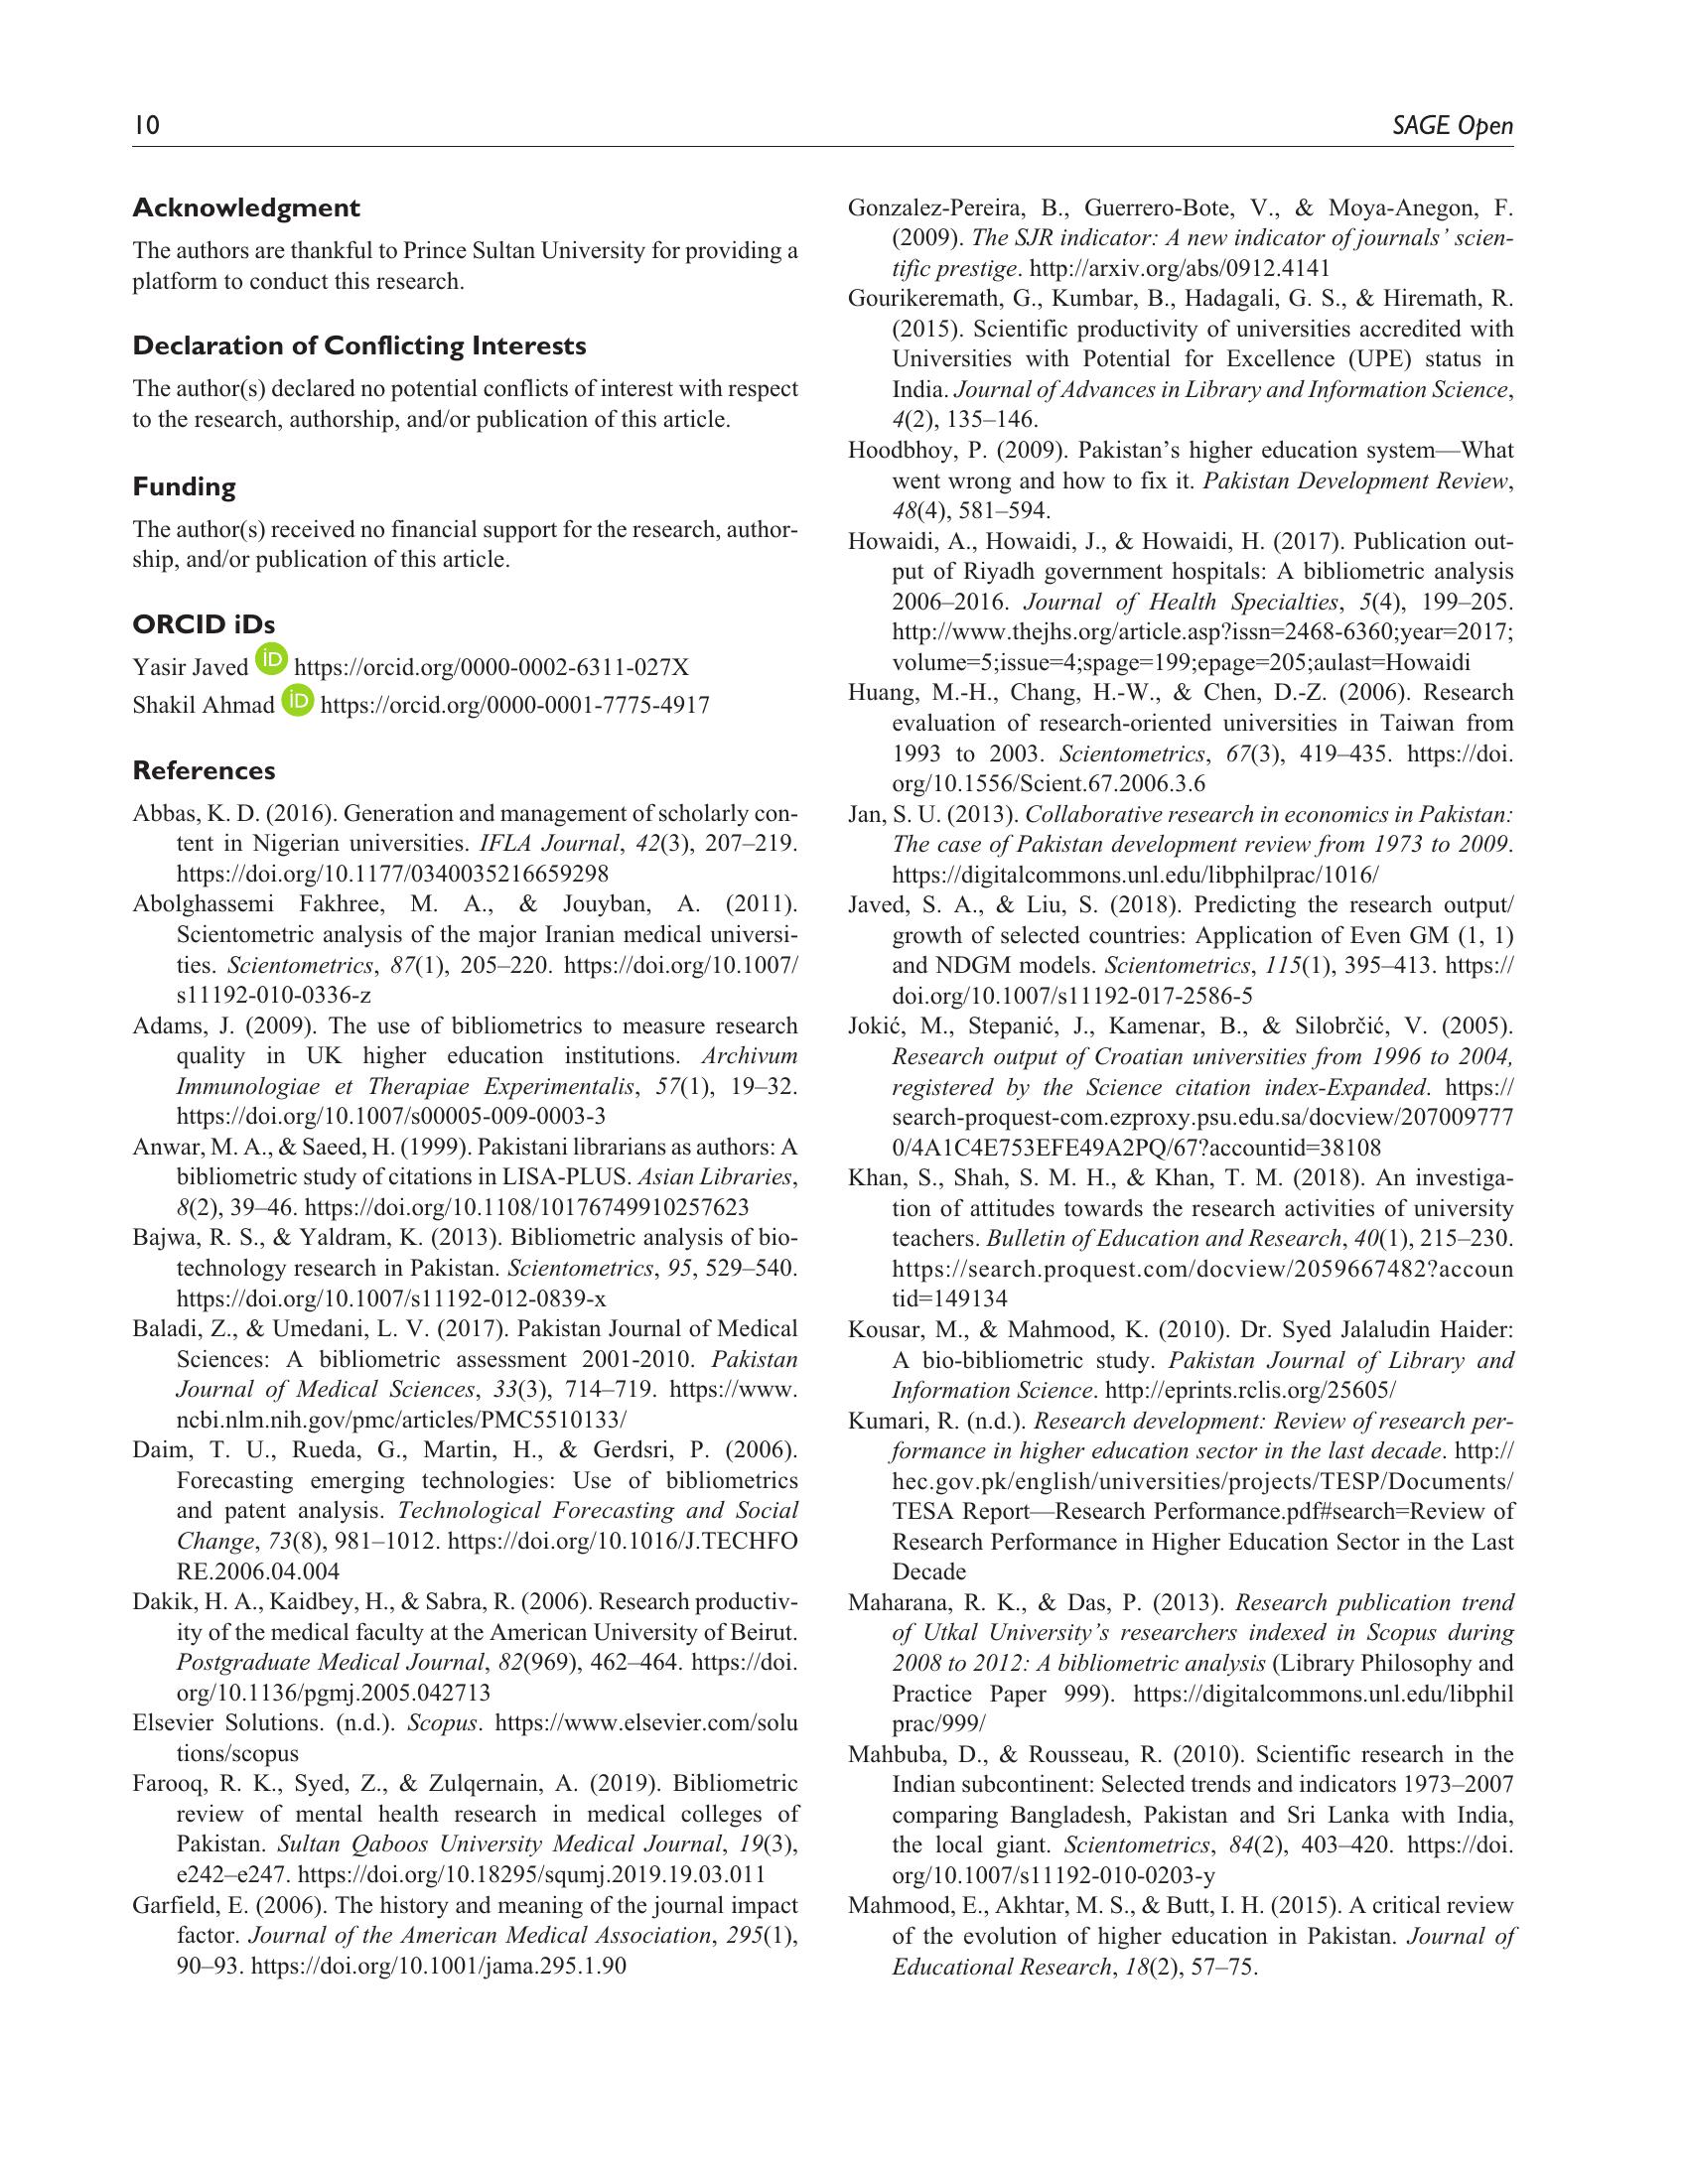 10
SAGE Open
Acknowledgment
The authors are thankful to Prince Sultan University for providing a
platform to conduct this research.
Declaration of Conflicting Interests
The author(s) declared no potential conflicts of interest with respect
to the research, authorship, and/or publication of this article.
Funding
The author(s) received no financial support for the research, author-
ship, and/or publication of this article.
ORCID iDs
Yasir Javed iD https://orcid.org/0000-0002-6311-027X
Shakil Ahmad iD https://orcid.org/0000-0001-7775-4917
References
Abbas, K. D. (2016). Generation and management of scholarly con-
tent in Nigerian universities. IFLA Journal, 42(3), 207–219.
https://doi.org/10.1177/0340035216659298
Abolghassemi Fakhree, M. A., & Jouyban, A. (2011).
Scientometric analysis of the major Iranian medical universi-
ties. Scientometrics, 87(1), 205–220. https://doi.org/10.1007/
s11192-010-0336-z
Adams, J. (2009). The use of bibliometrics to measure research
quality in UK higher education institutions. Archivum
Immunologiae et Therapiae Experimentalis, 57(1), 19–32.
https://doi.org/10.1007/s00005-009-0003-3
Anwar, M. A., & Saeed, H. (1999). Pakistani librarians as authors: A
bibliometric study of citations in LISA-PLUS. Asian Libraries,
8(2), 39–46. https://doi.org/10.1108/10176749910257623
Bajwa, R. S., & Yaldram, K. (2013). Bibliometric analysis of bio-
technology research in Pakistan. Scientometrics, 95, 529–540.
https://doi.org/10.1007/s11192-012-0839-x
Baladi, Z., & Umedani, L. V. (2017). Pakistan Journal of Medical
Sciences: A bibliometric assessment 2001-2010. Pakistan
Journal of Medical Sciences, 33(3), 714–719. https://www.
ncbi.nlm.nih.gov/pmc/articles/PMC5510133/
Daim, T. U., Rueda, G., Martin, H., & Gerdsri, P. (2006).
Forecasting emerging technologies: Use of bibliometrics
and patent analysis. Technological Forecasting and Social
Change, 73(8), 981–1012. https://doi.org/10.1016/J.TECHFO
RE.2006.04.004
Dakik, H. A., Kaidbey, H., & Sabra, R. (2006). Research productiv-
ity of the medical faculty at the American University of Beirut.
Postgraduate Medical Journal, 82(969), 462–464. https://doi.
org/10.1136/pgmj.2005.042713
Elsevier Solutions. (n.d.). Scopus. https://www.elsevier.com/solu
tions/scopus
Farooq, R. K., Syed, Z., & Zulqernain, A. (2019). Bibliometric
review of mental health research in medical colleges of
Pakistan. Sultan Qaboos University Medical Journal, 19(3),
e242–e247. https://doi.org/10.18295/squmj.2019.19.03.011
Garfield, E. (2006). The history and meaning of the journal impact
factor. Journal of the American Medical Association, 295(1),
90–93. https://doi.org/10.1001/jama.295.1.90
Gonzalez-Pereira, B., Guerrero-Bote, V., & Moya-Anegon, F.
(2009). The SJR indicator: A new indicator of journals’ scien-
tific prestige. http://arxiv.org/abs/0912.4141
Gourikeremath, G., Kumbar, B., Hadagali, G. S., & Hiremath, R.
(2015). Scientific productivity of universities accredited with
Universities with Potential for Excellence (UPE) status in
India. Journal of Advances in Library and Information Science,
4(2), 135–146.
Hoodbhoy, P. (2009). Pakistan’s higher education system—What
went wrong and how to fix it. Pakistan Development Review,
48(4), 581–594.
Howaidi, A., Howaidi, J., & Howaidi, H. (2017). Publication out-
put of Riyadh government hospitals: A bibliometric analysis
2006–2016. Journal of Health Specialties, 5(4), 199–205.
http://www.thejhs.org/article.asp?issn=2468-6360;year=2017;
volume=5;issue=4;spage=199;epage=205;aulast=Howaidi
Huang, M.-H., Chang, H.-W., & Chen, D.-Z. (2006). Research
evaluation of research-oriented universities in Taiwan from
1993 to 2003. Scientometrics, 67(3), 419–435. https://doi.
org/10.1556/Scient.67.2006.3.6
Jan, S. U. (2013). Collaborative research in economics in Pakistan:
The case of Pakistan development review from 1973 to 2009.
https://digitalcommons.unl.edu/libphilprac/1016/
Javed, S. A., & Liu, S. (2018). Predicting the research output/
growth of selected countries: Application of Even GM (1, 1)
and NDGM models. Scientometrics, 115(1), 395–413. https://
doi.org/10.1007/s11192-017-2586-5
Jokić, M., Stepanić, J., Kamenar, B., & Silobrčić, V. (2005).
Research output of Croatian universities from 1996 to 2004,
registered by the Science citation index-Expanded. https://
search-proquest-com.ezproxy.psu.edu.sa/docview/207009777
0/4A1C4E753EFE49A2PQ/67?accountid=38108
Khan, S., Shah, S. M. H., & Khan, T. M. (2018). An investiga-
tion of attitudes towards the research activities of university
teachers. Bulletin of Education and Research, 40(1), 215–230.
https://search.proquest.com/docview/2059667482?accoun
tid=149134
Kousar, M., & Mahmood, K. (2010). Dr. Syed Jalaludin Haider:
A bio-bibliometric study. Pakistan Journal of Library and
Information Science. http://eprints.rclis.org/25605/
Kumari, R. (n.d.). Research development: Review of research per-
formance in higher education sector in the last decade. http://
hec.gov.pk/english/universities/projects/TESP/Documents/
TESA Report—Research Performance.pdf#search=Review of
Research Performance in Higher Education Sector in the Last
Decade
Maharana, R. K., & Das, P. (2013). Research publication trend
of Utkal University’s researchers indexed in Scopus during
2008 to 2012: A bibliometric analysis (Library Philosophy and
Practice Paper 999). https://digitalcommons.unl.edu/libphil
prac/999/
Mahbuba, D., & Rousseau, R. (2010). Scientific research in the
Indian subcontinent: Selected trends and indicators 1973–2007
comparing Bangladesh, Pakistan and Sri Lanka with India,
the local giant. Scientometrics, 84(2), 403–420. https://doi.
org/10.1007/s11192-010-0203-y
Mahmood, E., Akhtar, M. S., & Butt, I. H. (2015). A critical review
of the evolution of higher education in Pakistan. Journal of
Educational Research, 18(2), 57–75.